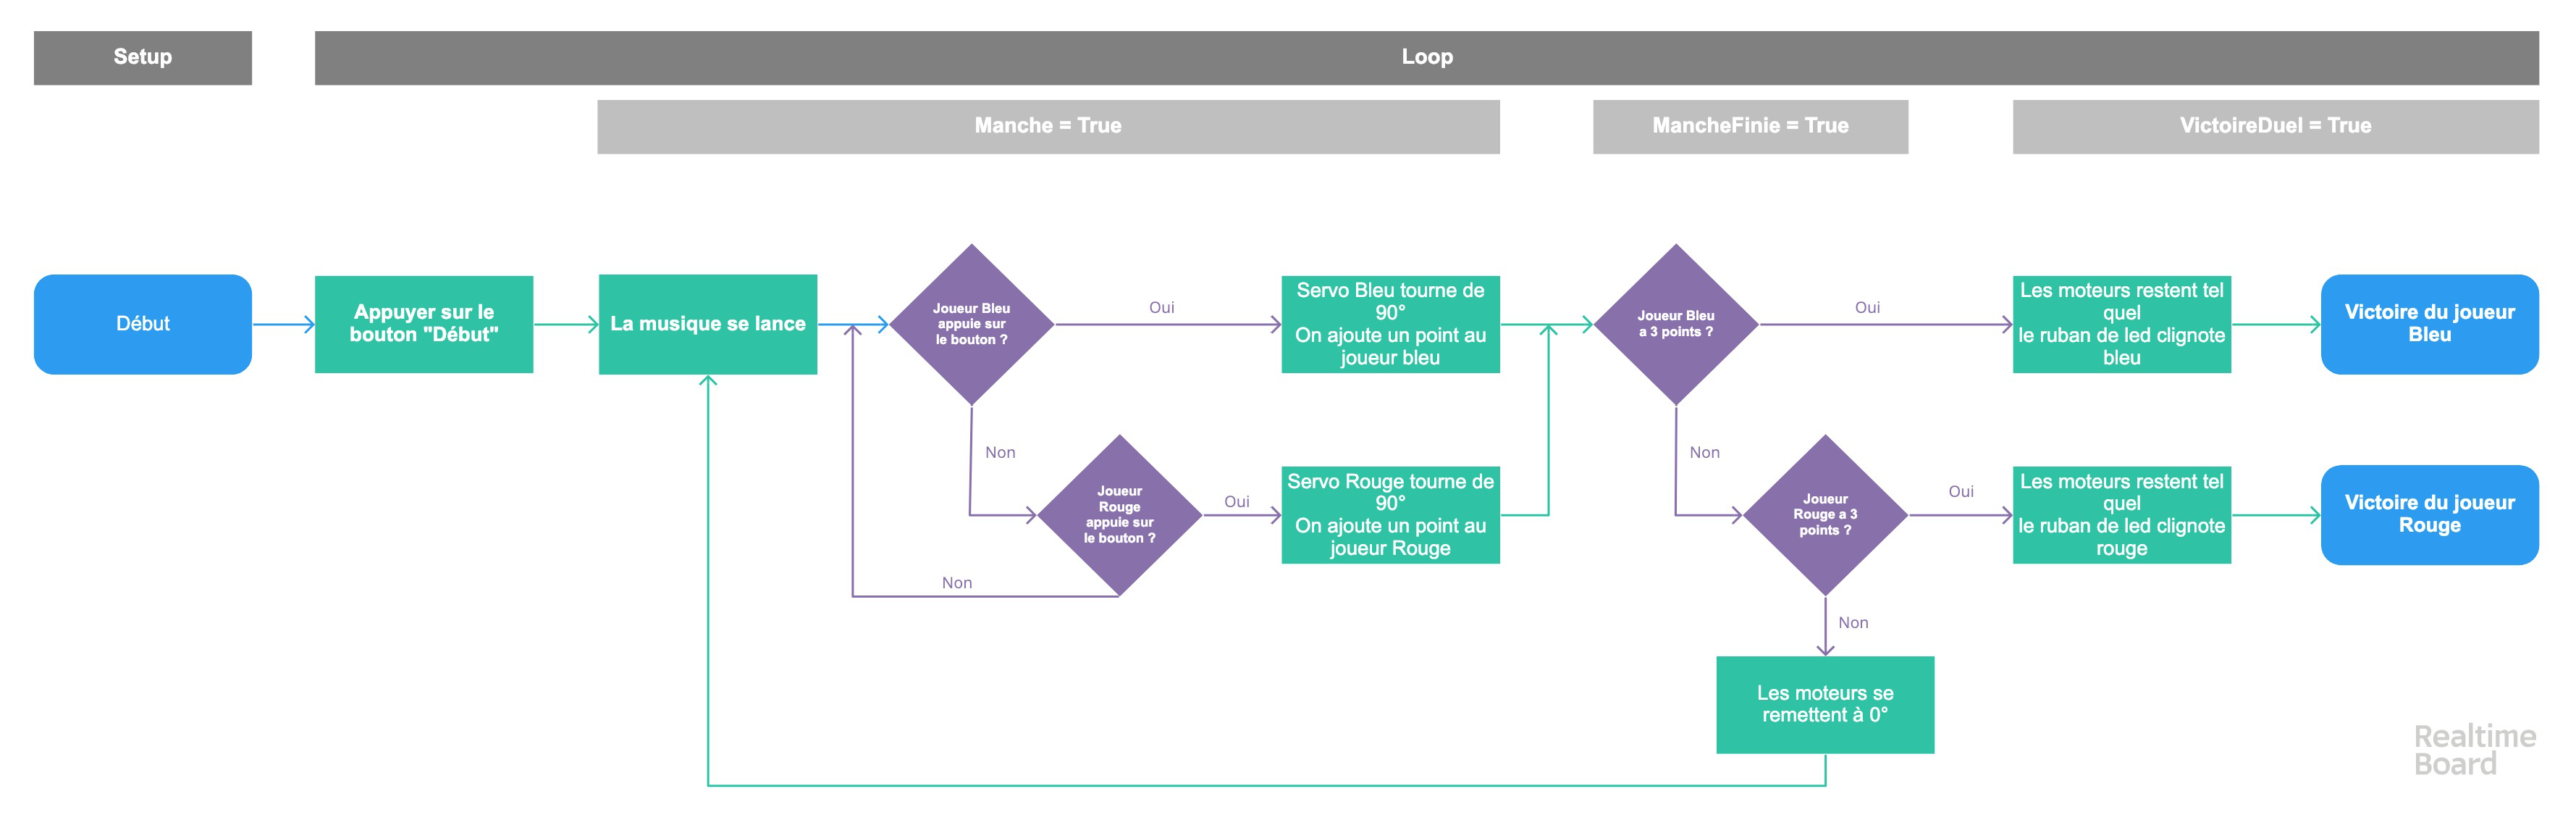 Setup
Loop
Manche = True
MancheFinie = True
VictoireDuel = True
Début
Appuyer sur le
bouton "Début"
La musique se lance
Joueur Bleu
appuie sur
le bouton ?
Oui
Servo Bleu tourne de
90°
On ajoute un point au
joueur bleu
Joueur Bleu
a 3 points ?
Oui
Les moteurs restent tel
quel
le ruban de led clignote
bleu
Victoire du joueur
Bleu
Non
Joueur
Rouge
appuie sur
le bouton ?
Oui
Servo Rouge tourne de
90°
On ajoute un point au
joueur Rouge
Non
Joueur
Rouge a 3
points ?
Oui
Les moteurs restent tel
quel
le ruban de led clignote
rouge
Victoire du joueur
Rouge
Non
Non
Les moteurs se
remettent à 0°
Realtime
Board